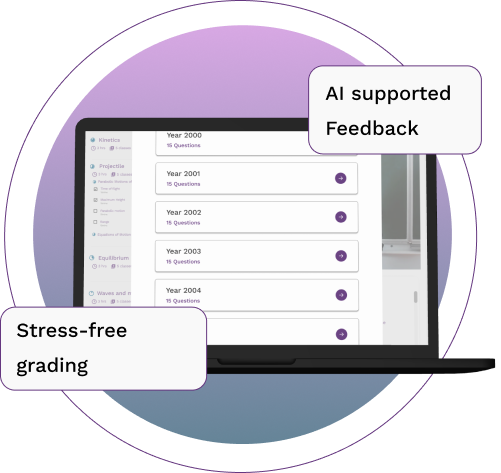 AI supported
Feedback
Year 2000
15 Questions
Year 2001
15 Questions
Year 2002
15 Questions
Year 2003
15 Questions
Year 2004
15 Questions
Kinetics
Projectile
Equilibrium
Waves and
Stress-free
grading